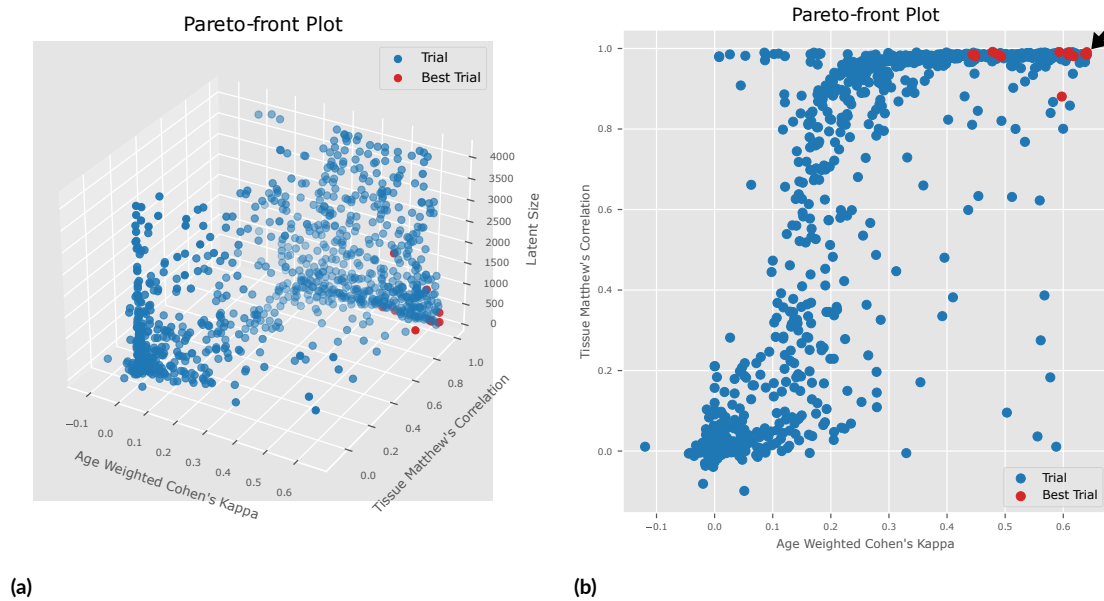 Pareto-front Plot
Trial
Best Trial
4000
3500
3000
2500
2000
1500
1000
500
0
Latent Size
1.0
0.8
0.6
0.4
0.2
0.0
Tissue Matthew's Correlation
−0.1
0.0
0.1
0.2
0.3
0.4
0.5
0.6
Age Weighted Cohen's Kappa
(a)
Pareto-front Plot
1.0
0.8
0.6
0.4
0.2
0.0
Tissue Matthew's Correlation
Trial
Best Trial
−0.1 0.0 0.1 0.2 0.3 0.4 0.5 0.6
Age Weighted Cohen's Kappa
(b)